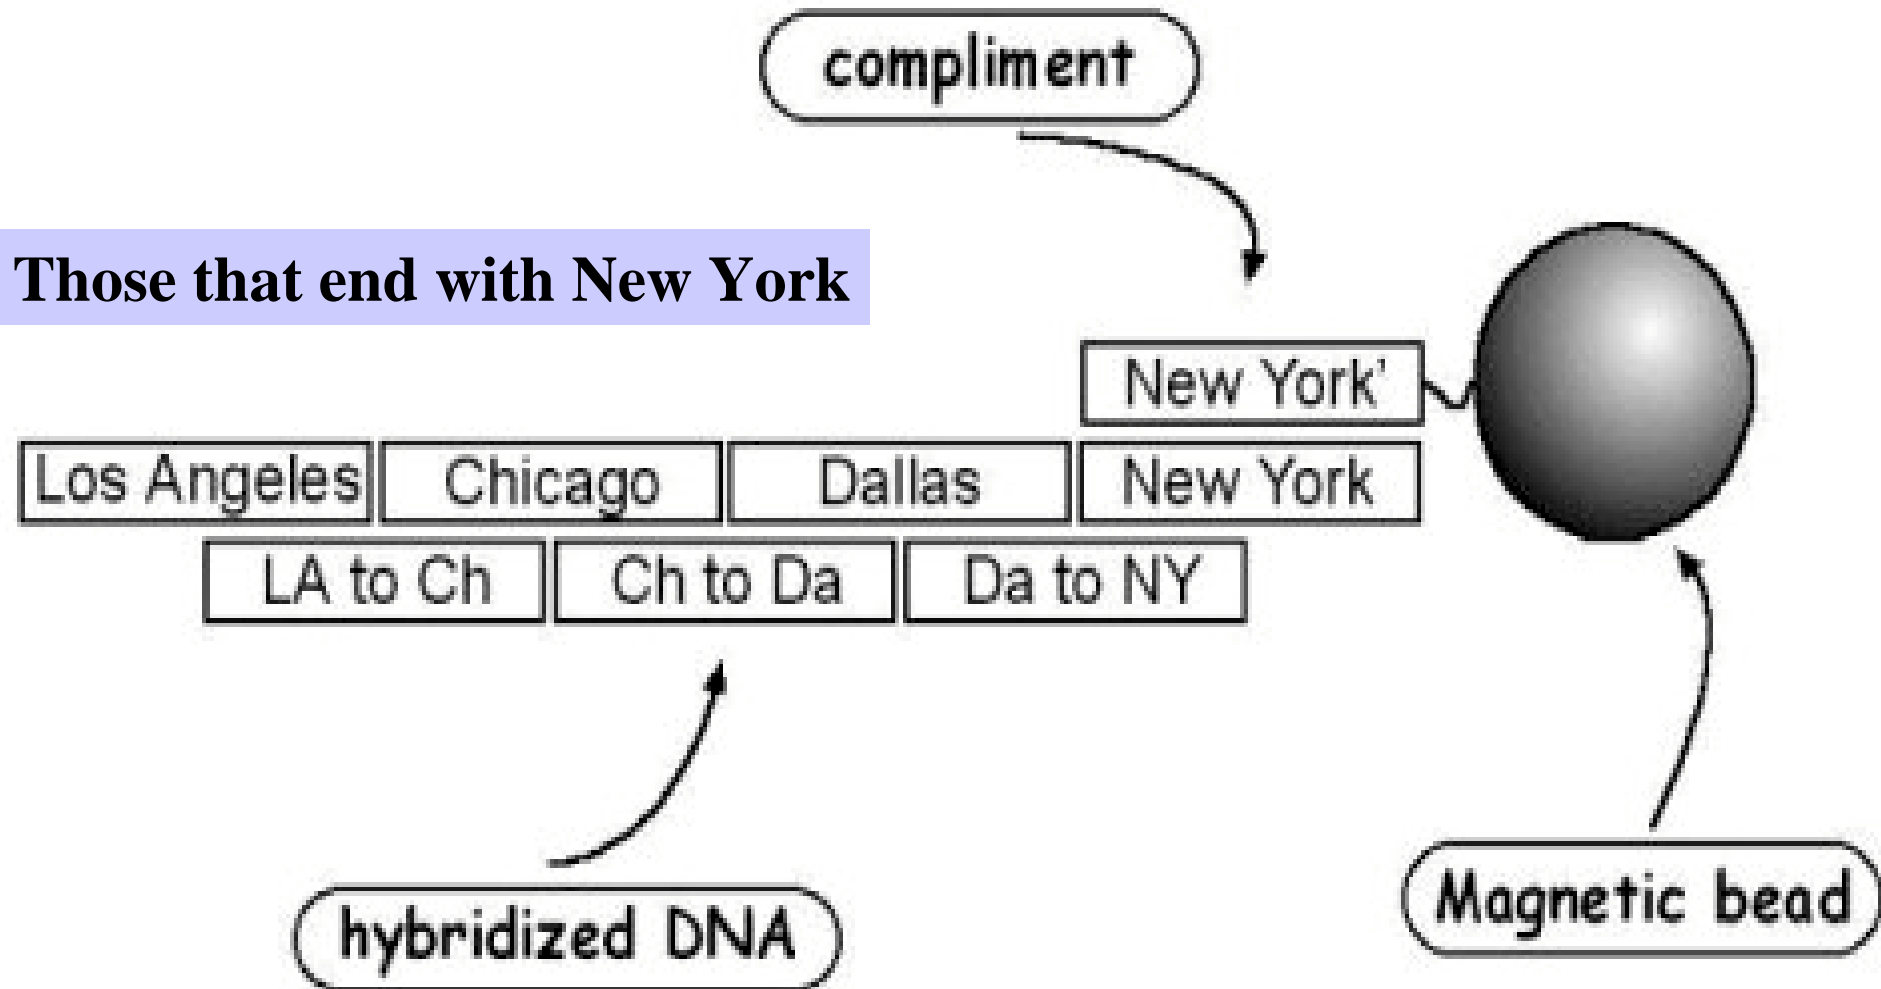 compliment
Those that end with New York
New York'
Los Angeles Chicago Dallas New York
LA to Ch Ch to Da Da to NY
hybridized DNA
Magnetic bead